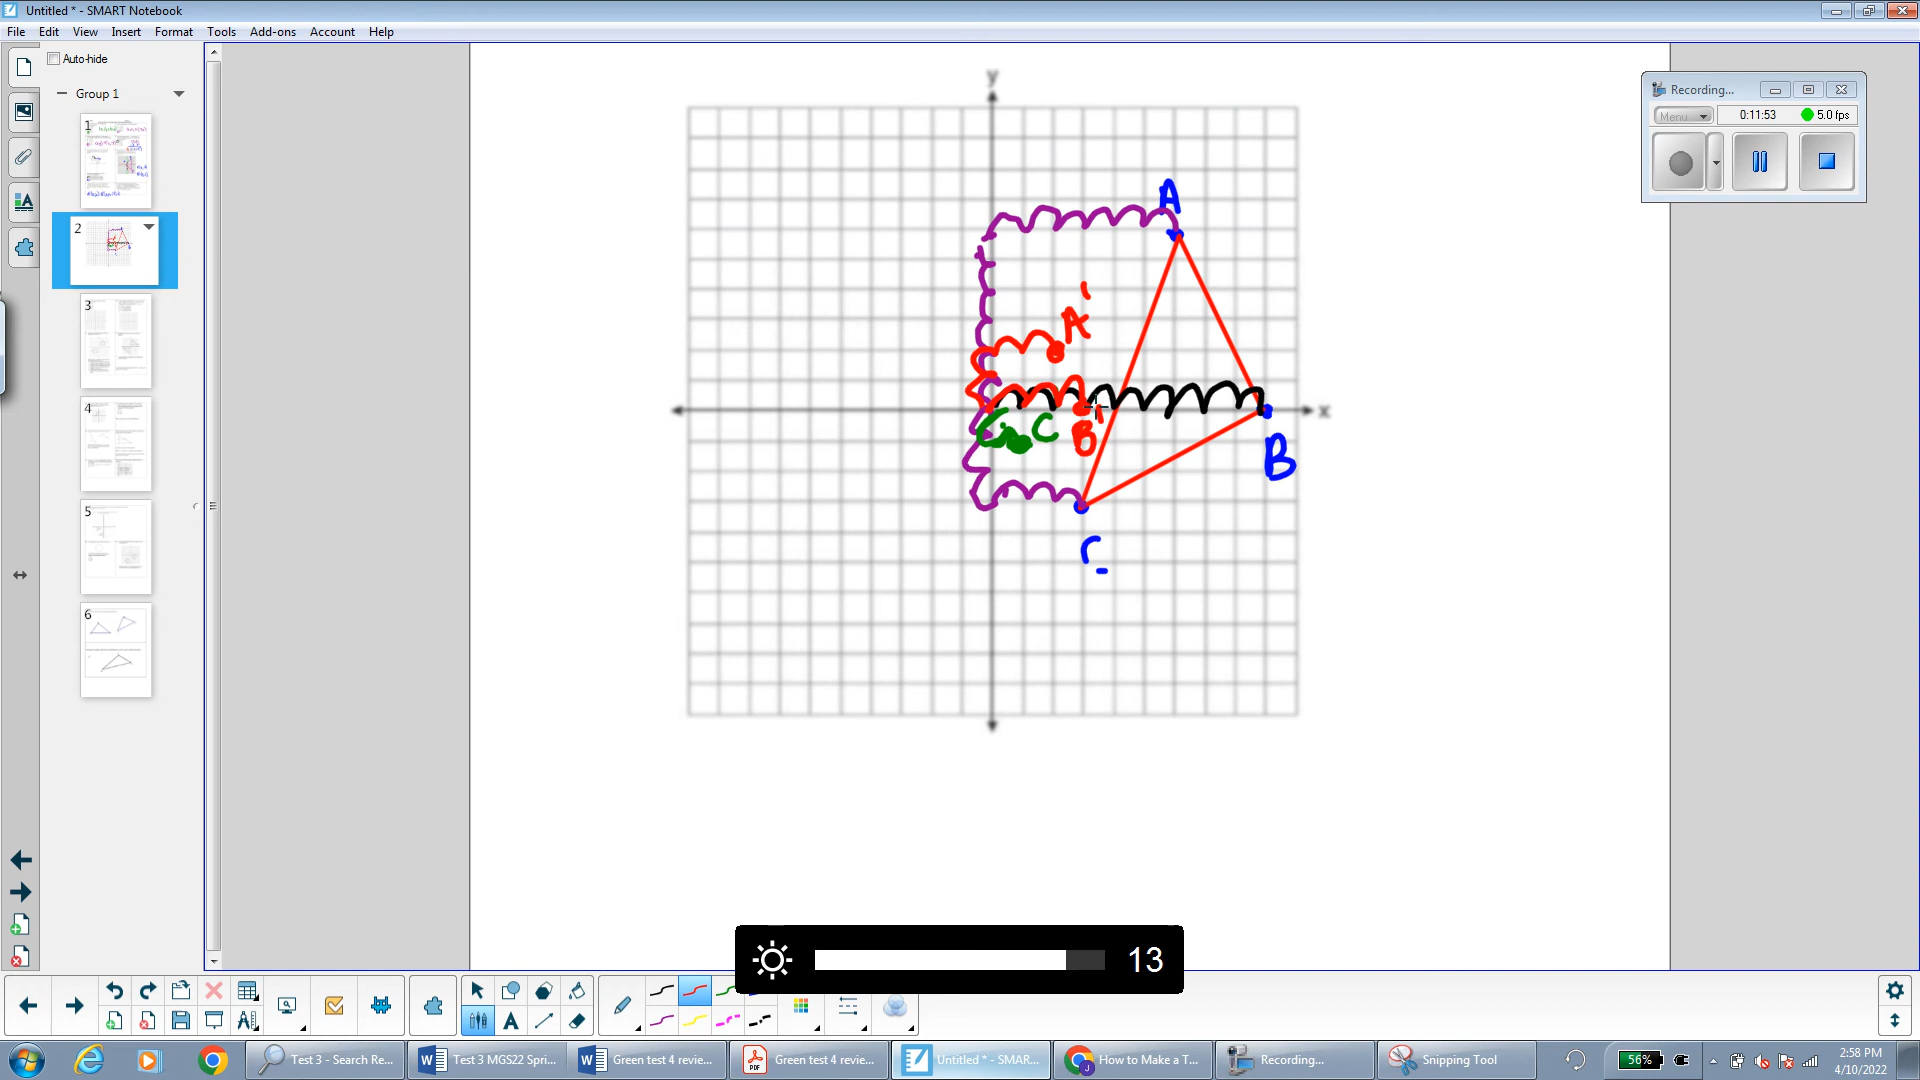 Untitled * - SMART Notebook
File Edit View Insert Format Tools Add-ons Account Help
Auto-hide
Group 1
1
2
3
4
5
6
y
x
A
A'
B'
C
B
C
Recording...
Menu
0:11:53
5.0 fps
13
Test 3 - Search Re...
Test 3 MGS22 Spri...
Green test 4 revie...
Green test 4 revie...
Untitled * - SMAR...
How to Make a T...
Recording...
Snipping Tool
56%
2:58 PM
4/10/2022